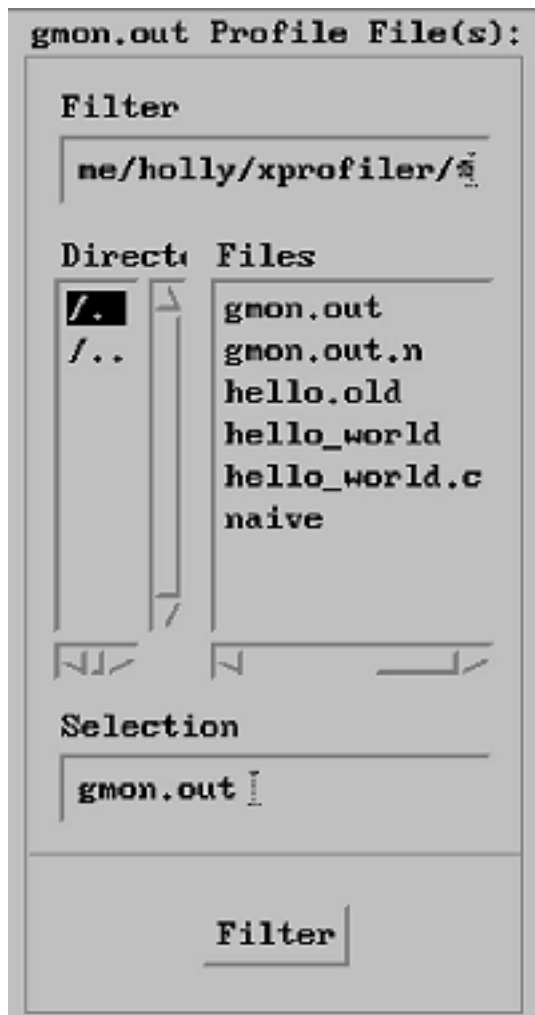 gmon.out Profile File(s):
Filter
me/holly/xprofiler/*
Directo Files
/.
/..
gmon.out
gmon.out.n
hello.old
hello_world
hello_world.c
naive
Selection
gmon.out
Filter